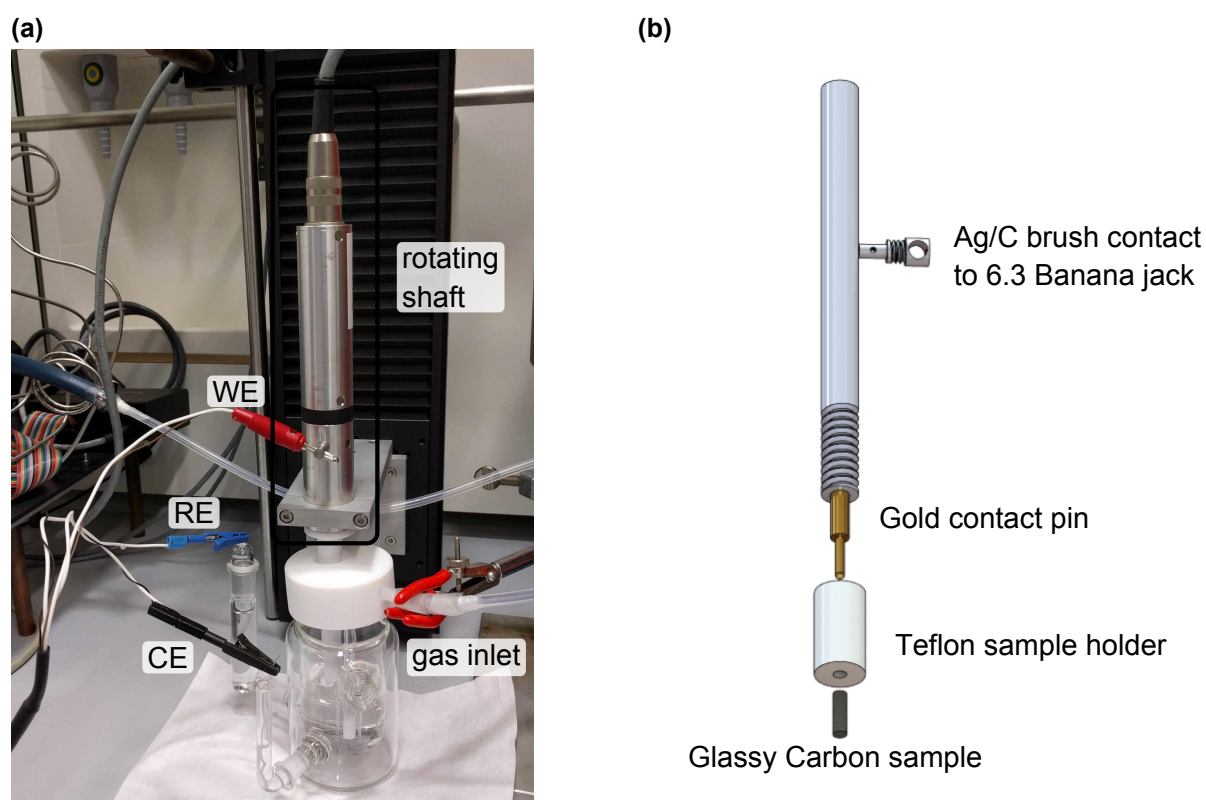 (a)
(b)
rotating
shaft
WE
RE
CE
gas inlet
Ag/C brush contact
to 6.3 Banana jack
Gold contact pin
Teflon sample holder
Glassy Carbon sample